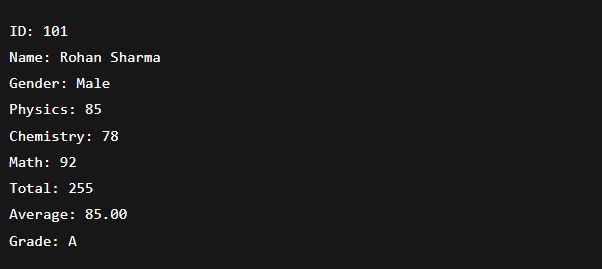 ID: 101
Name: Rohan Sharma
Gender: Male
Physics: 85
Chemistry: 78
Math: 92
Total: 255
Average: 85.00
Grade: A